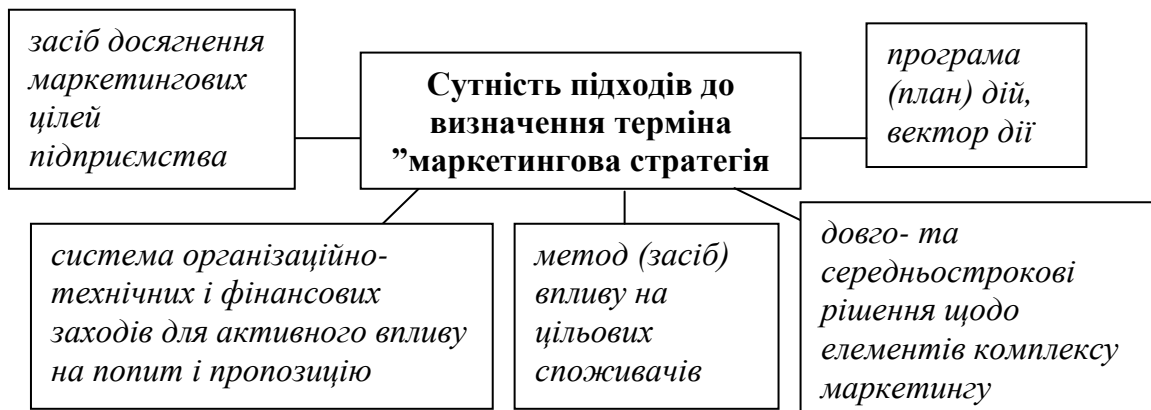 засіб досягнення
маркетингових
цілей
підприємства
Сутність підходів до
визначення терміна
”маркетингова стратегія
програма
(план) дій,
вектор дії
система організаційно-
технічних і фінансових
заходів для активного впливу
на попит і пропозицію
метод (засіб)
впливу на
цільових
споживачів
довго- та
середньострокові
рішення щодо
елементів комплексу
маркетингу